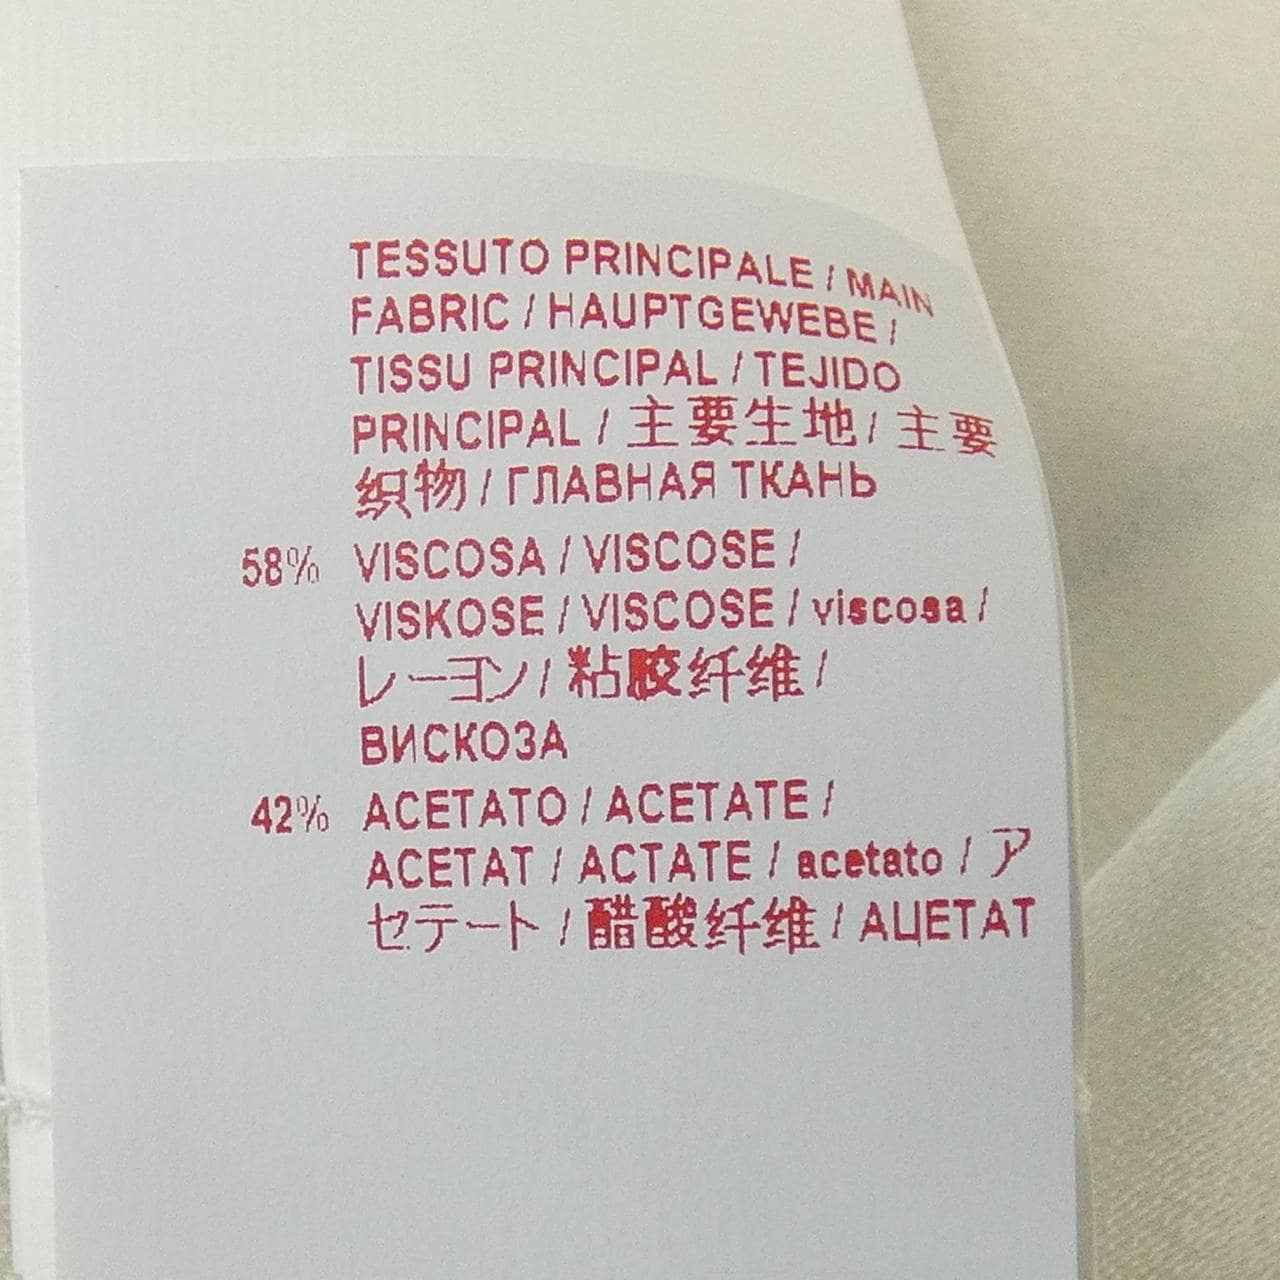 TESSUTO PRINCIPALE / MAIN
FABRIC / HAUPTGEWEBE /
TISSU PRINCIPAL / TEJIDO
PRINCIPAL / 主要生地 / 主要
织物 / ГЛАВНАЯ ТКАНЬ
58% VISCOSA / VISCOSE /
VISKOSE / VISCOSE / viscosa /
レーヨン / 粘胶纤维 /
ВИСКОЗА
42% ACETATO / ACETATE /
ACETAT / ACTATE / acetato / ア
セテート / 醋酸纤维 / АЦЕТАТ